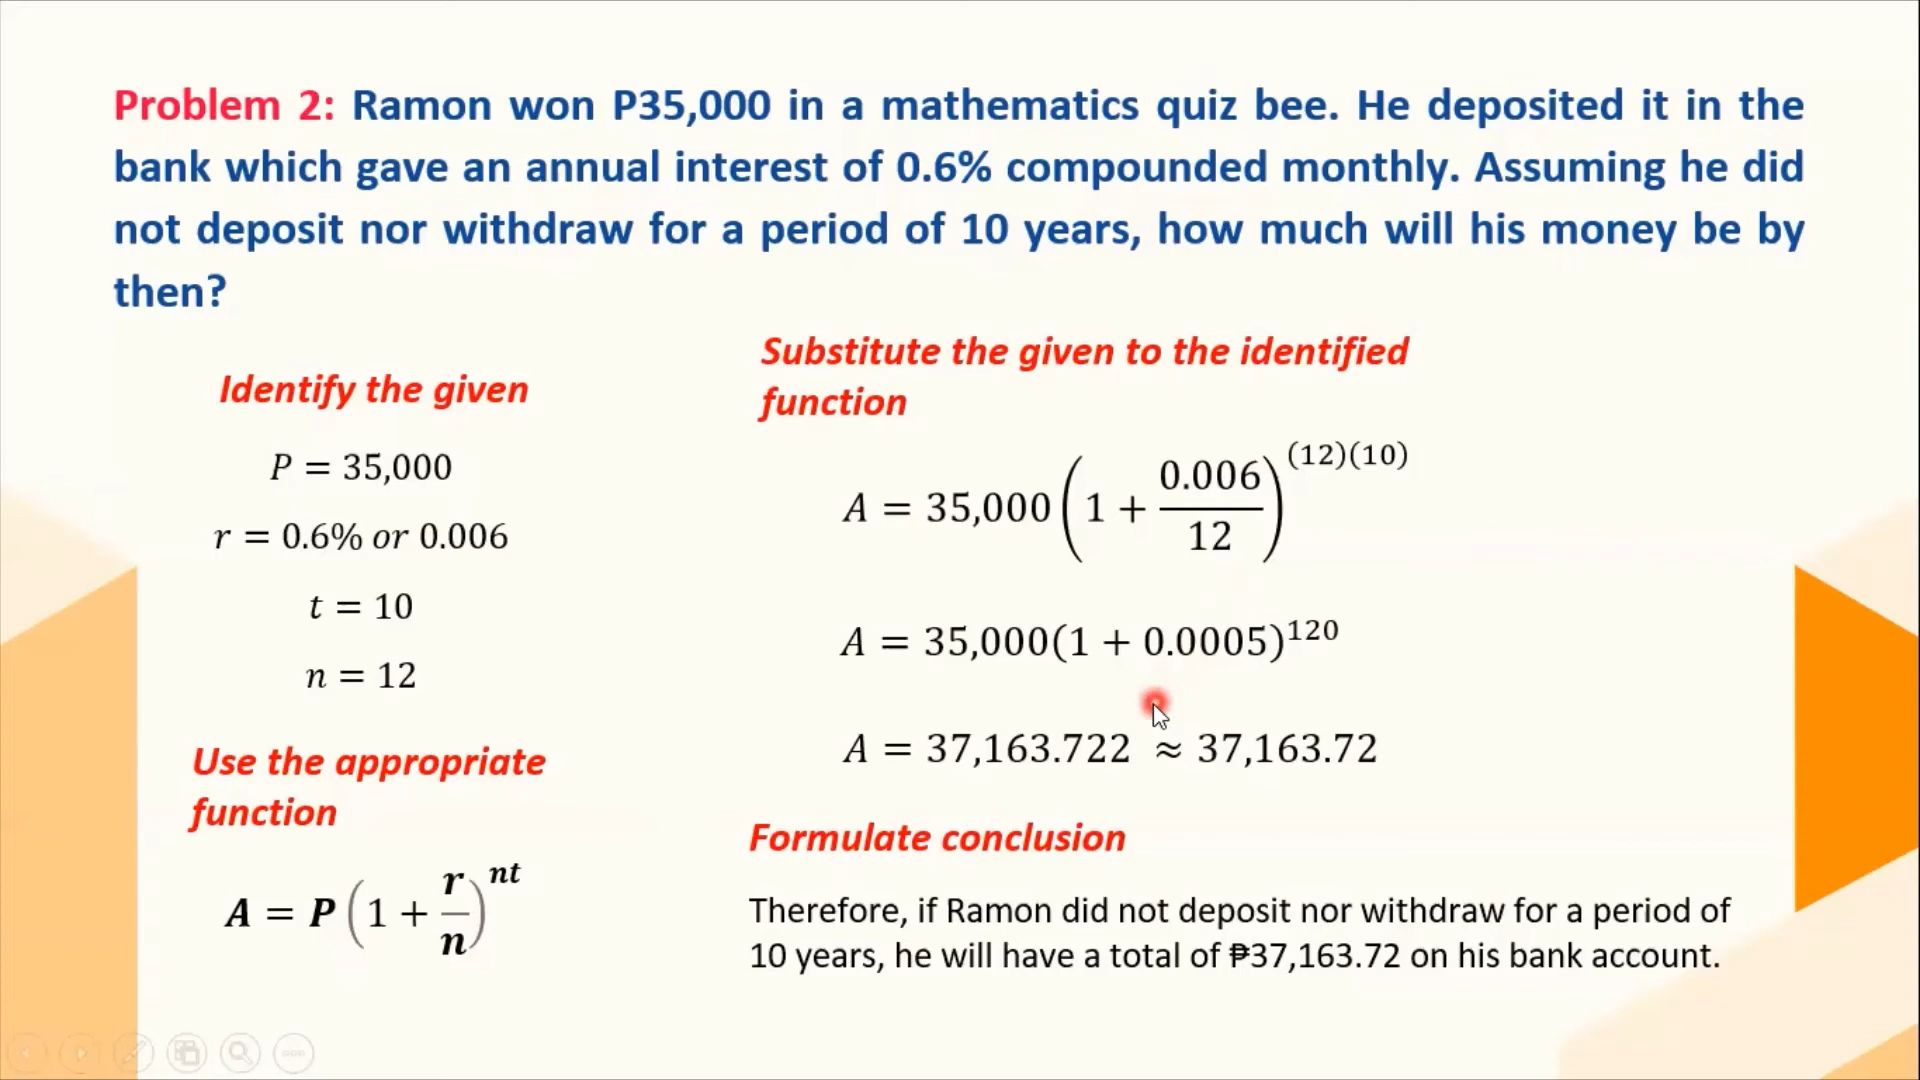 Problem 2: Ramon won P35,000 in a mathematics quiz bee. He deposited it in the
bank which gave an annual interest of 0.6% compounded monthly. Assuming he did
not deposit nor withdraw for a period of 10 years, how much will his money be by
then?
Identify the given
P = 35,000
r = 0.6% or 0.006
t = 10
n = 12
Use the appropriate
function
A = P(1 + r/n)^nt
Substitute the given to the identified
function
A = 35,000(1 + 0.006/12)^(12)(10)
A = 35,000(1 + 0.0005)^120
A = 37,163.722 ≈ 37,163.72
Formulate conclusion
Therefore, if Ramon did not deposit nor withdraw for a period of
10 years, he will have a total of ₱37,163.72 on his bank account.